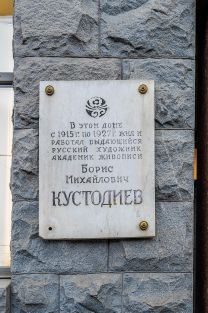 В этом доме
с 1915 г. по 1927 г. жил и
работал выдающийся
русский художник
академик живописи
Борис
Михайлович
КУСТОДИЕВ